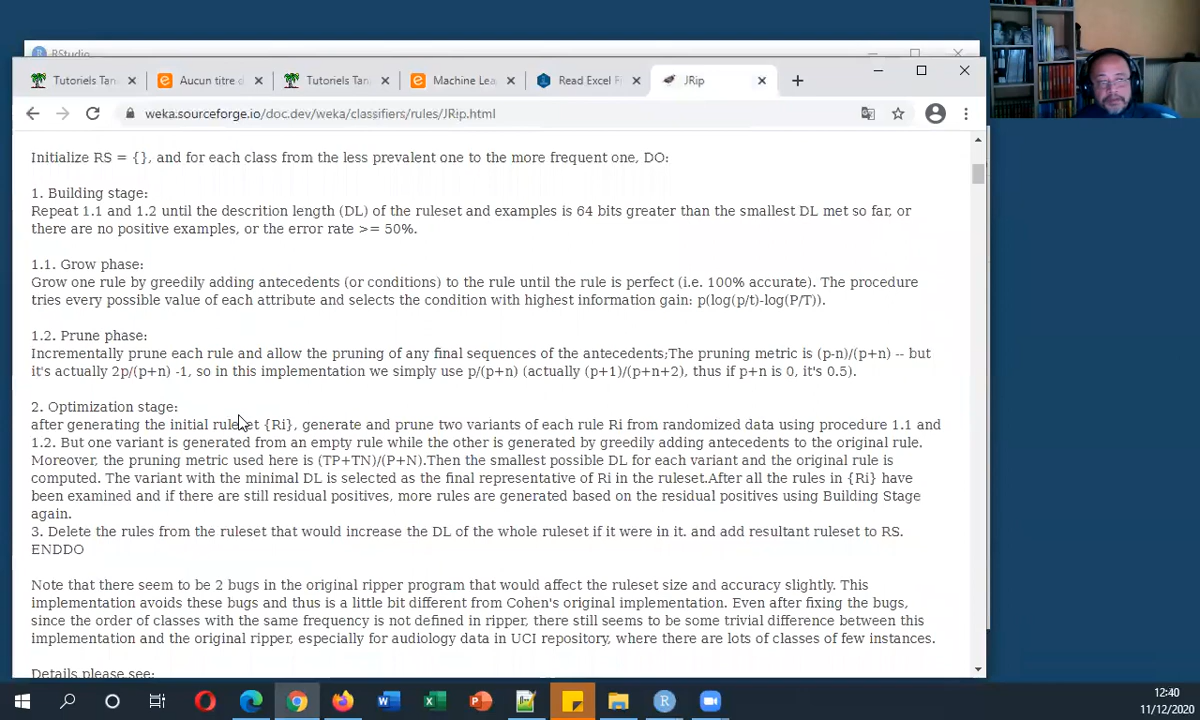 RStudio
Tutoriels Tan
Aucun titre d
Tutoriels Tana
Machine Lea
Read Excel Fi
JRip
weka.sourceforge.io/doc.dev/weka/classifiers/rules/JRip.html
Initialize RS = {}, and for each class from the less prevalent one to the more frequent one, DO:
1. Building stage:
Repeat 1.1 and 1.2 until the descrition length (DL) of the ruleset and examples is 64 bits greater than the smallest DL met so far, or
there are no positive examples, or the error rate >= 50%.
1.1. Grow phase:
Grow one rule by greedily adding antecedents (or conditions) to the rule until the rule is perfect (i.e. 100% accurate). The procedure
tries every possible value of each attribute and selects the condition with highest information gain: p(log(p/t)-log(P/T)).
1.2. Prune phase:
Incrementally prune each rule and allow the pruning of any final sequences of the antecedents;The pruning metric is (p-n)/(p+n) -- but
it's actually 2p/(p+n) -1, so in this implementation we simply use p/(p+n) (actually (p+1)/(p+n+2), thus if p+n is 0, it's 0.5).
2. Optimization stage:
after generating the initial ruleset {Ri}, generate and prune two variants of each rule Ri from randomized data using procedure 1.1 and
1.2. But one variant is generated from an empty rule while the other is generated by greedily adding antecedents to the original rule.
Moreover, the pruning metric used here is (TP+TN)/(P+N).Then the smallest possible DL for each variant and the original rule is
computed. The variant with the minimal DL is selected as the final representative of Ri in the ruleset.After all the rules in {Ri} have
been examined and if there are still residual positives, more rules are generated based on the residual positives using Building Stage
again.
3. Delete the rules from the ruleset that would increase the DL of the whole ruleset if it were in it. and add resultant ruleset to RS.
ENDDO
Note that there seem to be 2 bugs in the original ripper program that would affect the ruleset size and accuracy slightly. This
implementation avoids these bugs and thus is a little bit different from Cohen's original implementation. Even after fixing the bugs,
since the order of classes with the same frequency is not defined in ripper, there still seems to be some trivial difference between this
implementation and the original ripper, especially for audiology data in UCI repository, where there are lots of classes of few instances.
Details please see:
12:40
11/12/2020